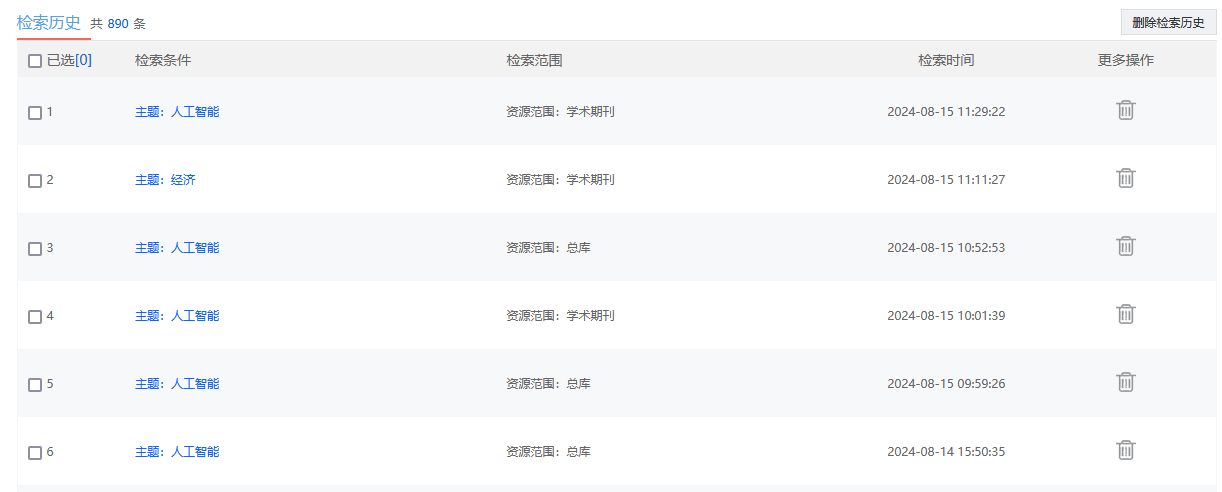 检索历史 共 890 条 删除检索历史
已选[0] 检索条件 检索范围 检索时间 更多操作
1 主题：人工智能 资源范围：学术期刊 2024-08-15 11:29:22
2 主题：经济 资源范围：学术期刊 2024-08-15 11:11:27
3 主题：人工智能 资源范围：总库 2024-08-15 10:52:53
4 主题：人工智能 资源范围：学术期刊 2024-08-15 10:01:39
5 主题：人工智能 资源范围：总库 2024-08-15 09:59:26
6 主题：人工智能 资源范围：总库 2024-08-14 15:50:35